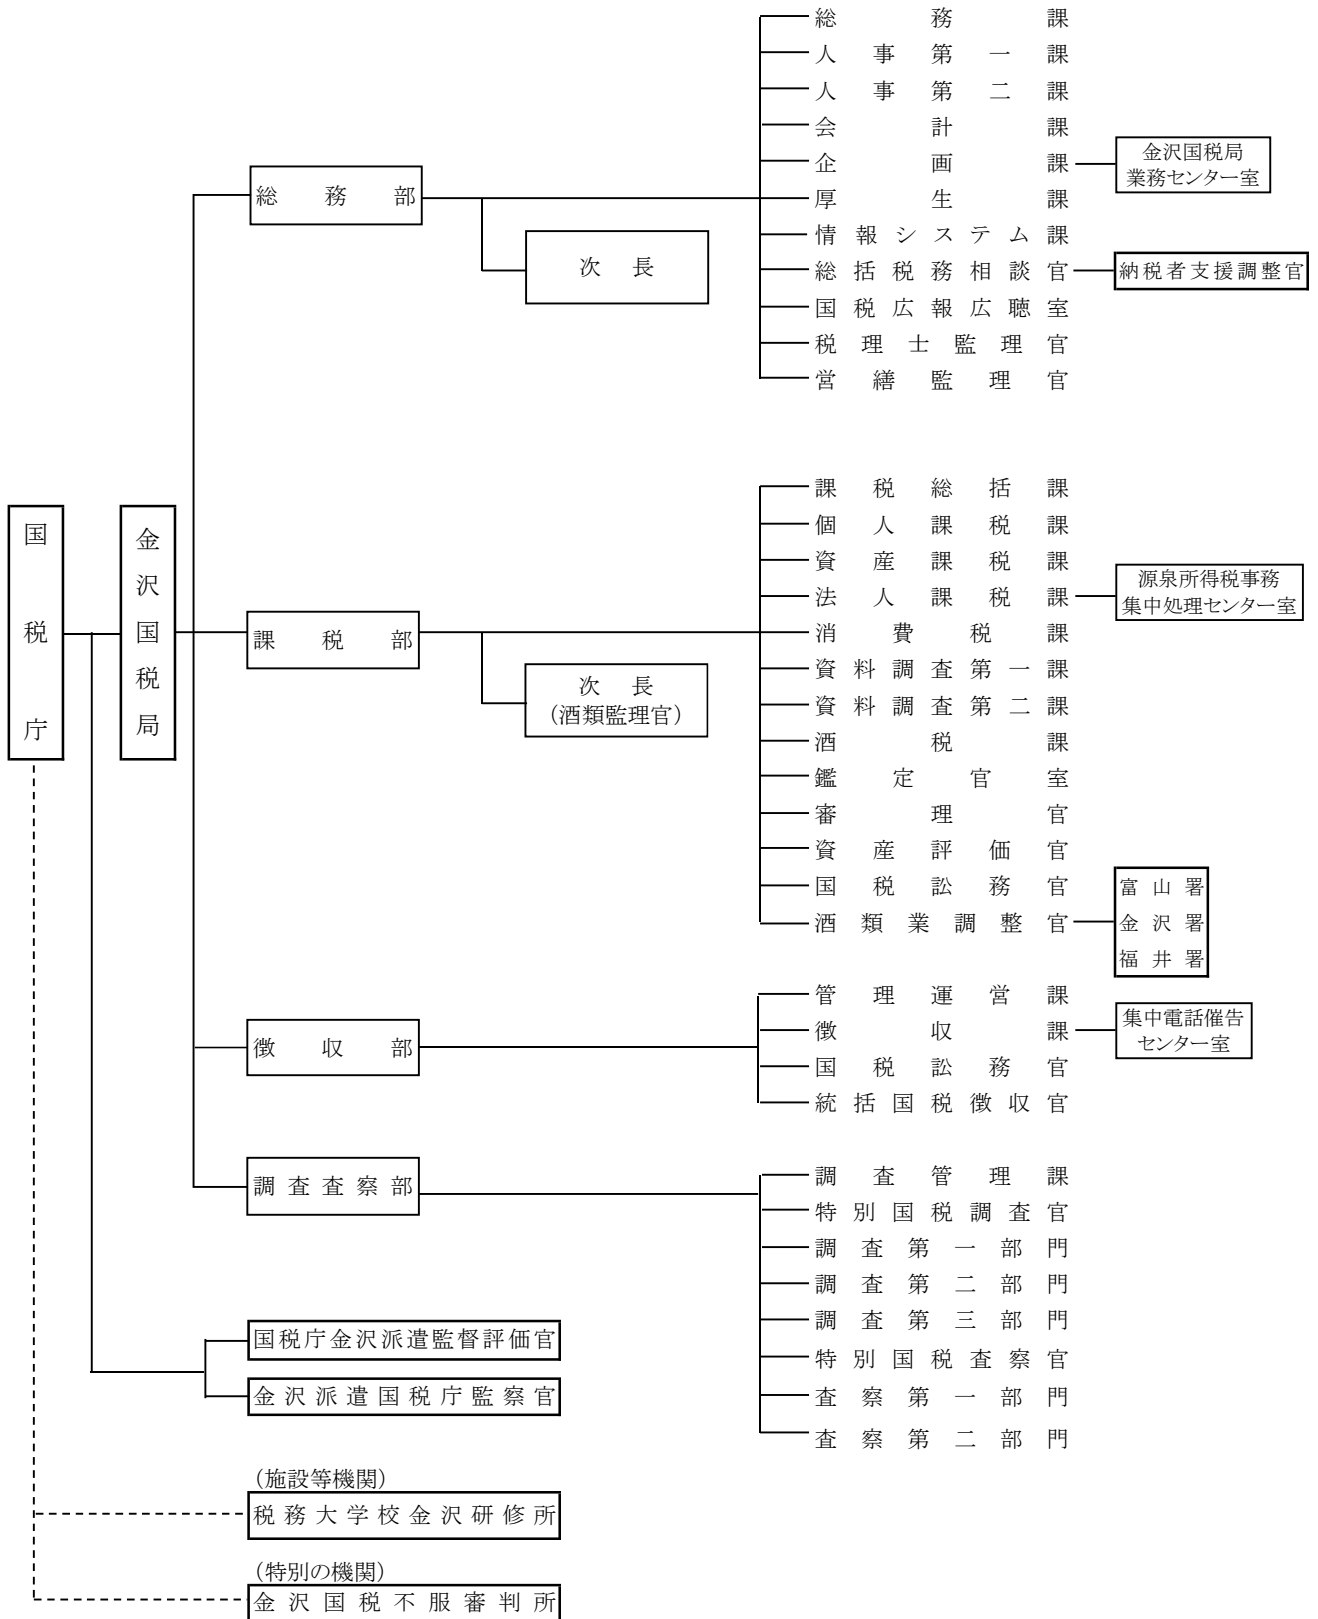 国税庁
金沢国税局
総務部
次長
総務課
人事第一課
人事第二課
会計課
企画課
金沢国税局
業務センター室
厚生課
情報システム課
総括税務相談官
納税者支援調整官
国税広報広聴室
税理士監理官
営繕監理官
課税部
次長
（酒類監理官）
課税総括課
個人課税課
資産課税課
法人課税課
源泉所得税事務
集中処理センター室
消費税課
資料調査第一課
資料調査第二課
酒税課
鑑定官室
審理官
資産評価官
国税訟務官
酒類業調整官
富山署
金沢署
福井署
徴収部
管理運営課
徴収課
集中電話催告
センター室
国税訟務官
統括国税徴収官
調査査察部
調査管理課
特別国税調査官
調査第一部門
調査第二部門
調査第三部門
特別国税査察官
査察第一部門
査察第二部門
国税庁金沢派遣監督評価官
金沢派遣国税庁監察官
（施設等機関）
税務大学校金沢研修所
（特別の機関）
金沢国税不服審判所